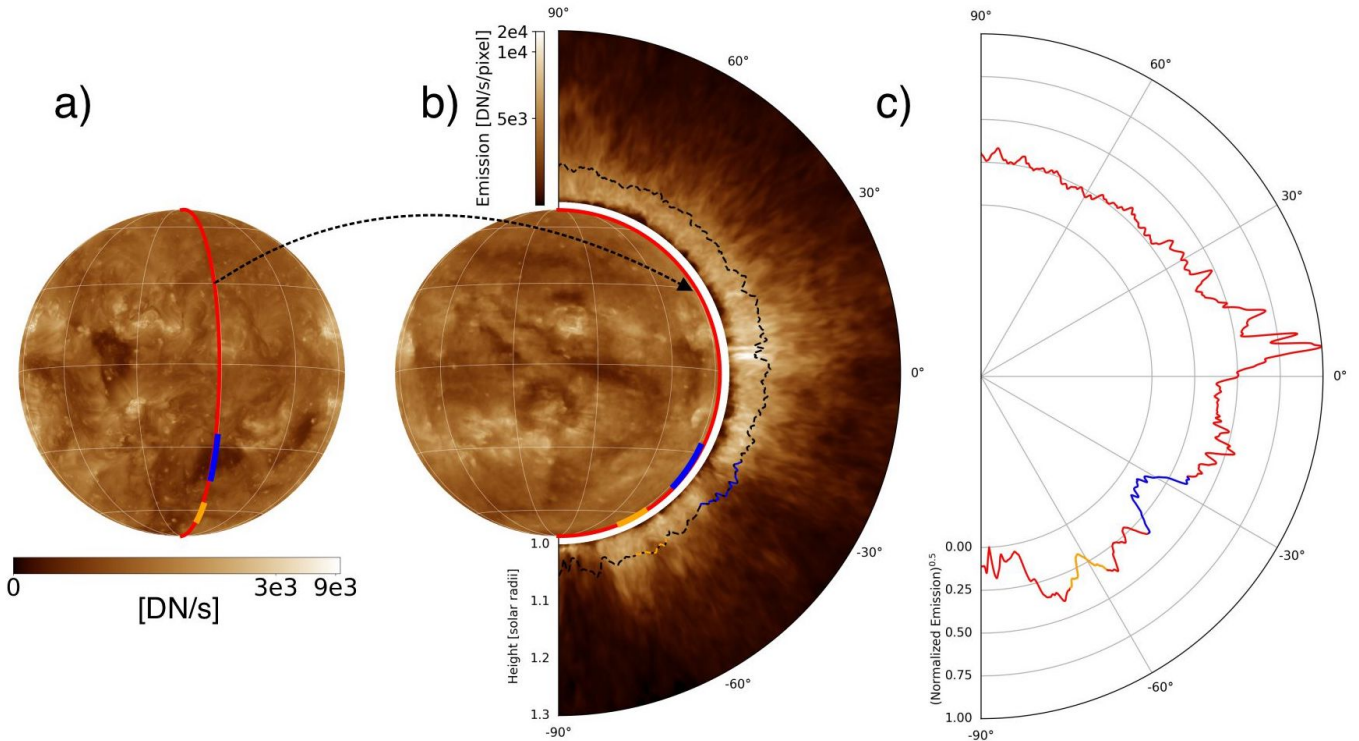 a)
0
3e3
9e3
[DN/s]
b)
Emission [DN/s/pixel]
2e4
1e4
5e3
90°
60°
30°
0°
-30°
-60°
-90°
Height [solar radii]
1.0
1.1
1.2
1.3
c)
90°
60°
30°
0°
-30°
-60°
-90°
(Normalized Emission)^0.5
0.00
0.25
0.50
0.75
1.00